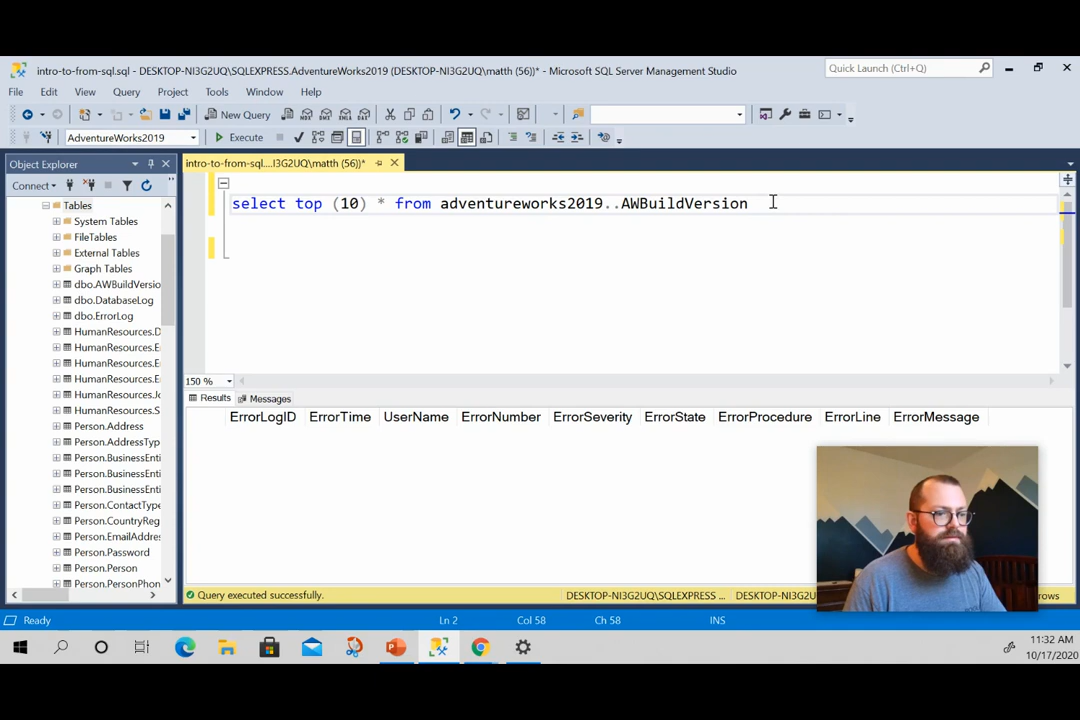 intro-to-from-sql.sql - DESKTOP-NI3G2UQ\SQLEXPRESS.AdventureWorks2019 (DESKTOP-NI3G2UQ\matth (56))* - Microsoft SQL Server Management Studio
Quick Launch (Ctrl+Q)
File Edit View Query Project Tools Window Help
New Query
AdventureWorks2019 Execute
Object Explorer
intro-to-from-sql....I3G2UQ\matth (56))*
Connect
Tables
System Tables
FileTables
External Tables
Graph Tables
dbo.AWBuildVersio
dbo.DatabaseLog
dbo.ErrorLog
HumanResources.D
HumanResources.E
HumanResources.E
HumanResources.E
HumanResources.Jo
HumanResources.S
Person.Address
Person.AddressTyp
Person.BusinessEnti
Person.BusinessEnti
Person.BusinessEnti
Person.ContactType
Person.CountryReg
Person.EmailAddres
Person.Password
Person.Person
Person.PersonPhon
select top (10) * from adventureworks2019..AWBuildVersion
150 %
Results Messages
ErrorLogID ErrorTime UserName ErrorNumber ErrorSeverity ErrorState ErrorProcedure ErrorLine ErrorMessage
Query executed successfully. DESKTOP-NI3G2UQ\SQLEXPRESS ... DESKTOP-NI3G2U rows
Ready Ln 2 Col 58 Ch 58 INS
11:32 AM
10/17/2020